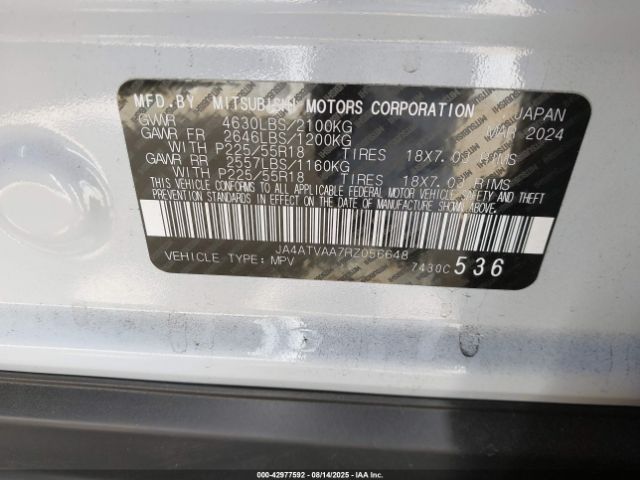 MFD.BY MITSUBISHI MOTORS CORPORATION JAPAN
GVWR 4630LBS/2100KG MAR 2024
GAWR FR 2646LBS/1200KG
WITH P225/55R18 TIRES 18X7.0J RIMS
GAWR RR 2557LBS/1160KG
WITH P225/55R18 TIRES 18X7.0J RIMS
THIS VEHICLE CONFORMS TO ALL APPLICABLE FEDERAL MOTOR VEHICLE SAFETY AND THEFT
PREVENTION STANDARDS IN EFFECT ON THE DATE OF MANUFACTURE SHOWN ABOVE.
JA4ATVAA7RZ056648
VEHICLE TYPE: MPV 7430C 536
000-42977592 - 08/14/2025 - IAAI.COM